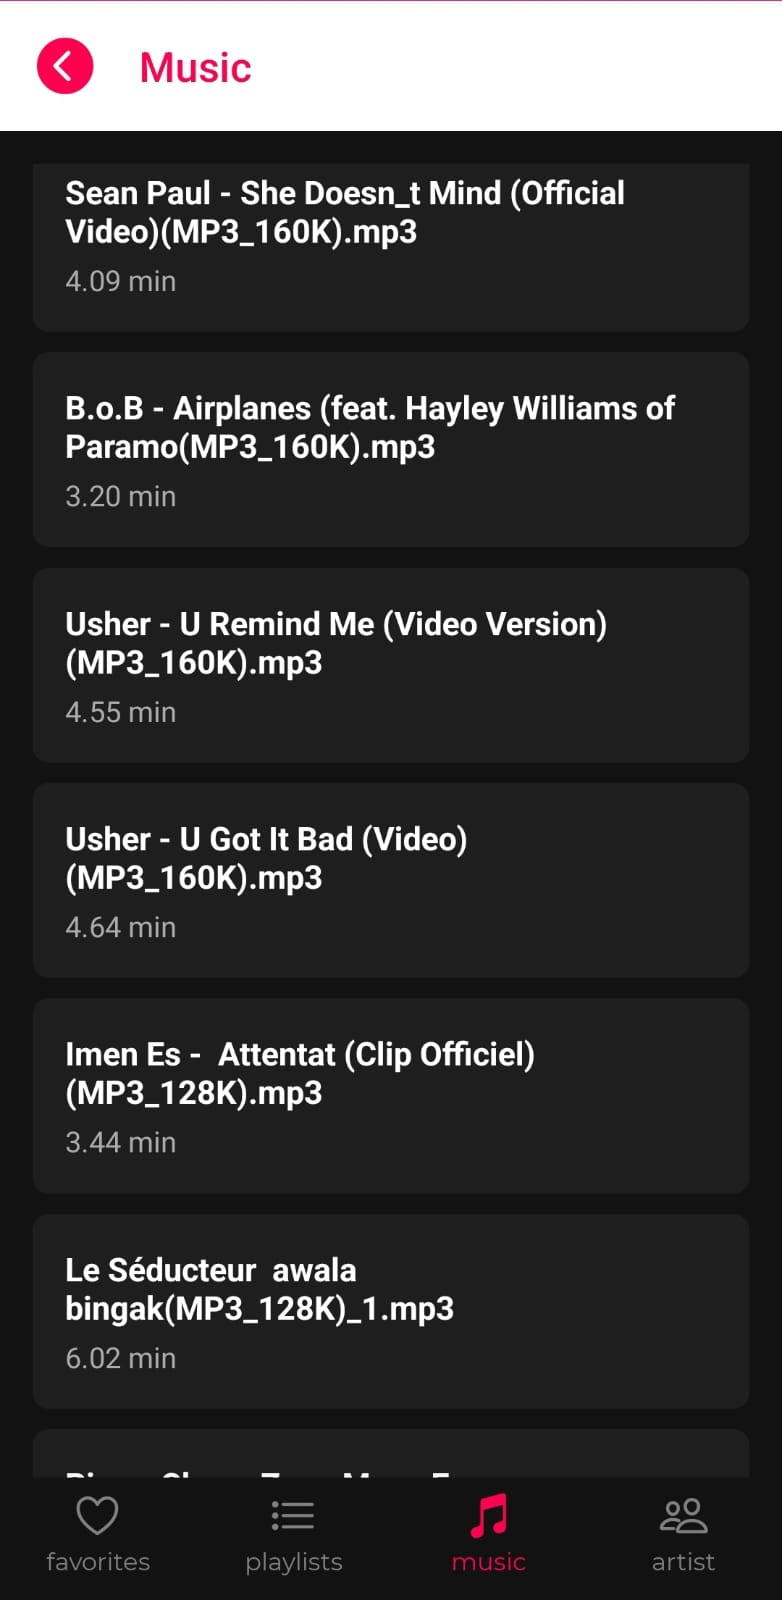 Music
Sean Paul - She Doesn_t Mind (Official
Video)(MP3_160K).mp3
4.09 min
B.o.B - Airplanes (feat. Hayley Williams of
Paramo(MP3_160K).mp3
3.20 min
Usher - U Remind Me (Video Version)
(MP3_160K).mp3
4.55 min
Usher - U Got It Bad (Video)
(MP3_160K).mp3
4.64 min
Imen Es -  Attentat (Clip Officiel)
(MP3_128K).mp3
3.44 min
Le Séducteur  awala
bingak(MP3_128K)_1.mp3
6.02 min
favorites
playlists
music
artist